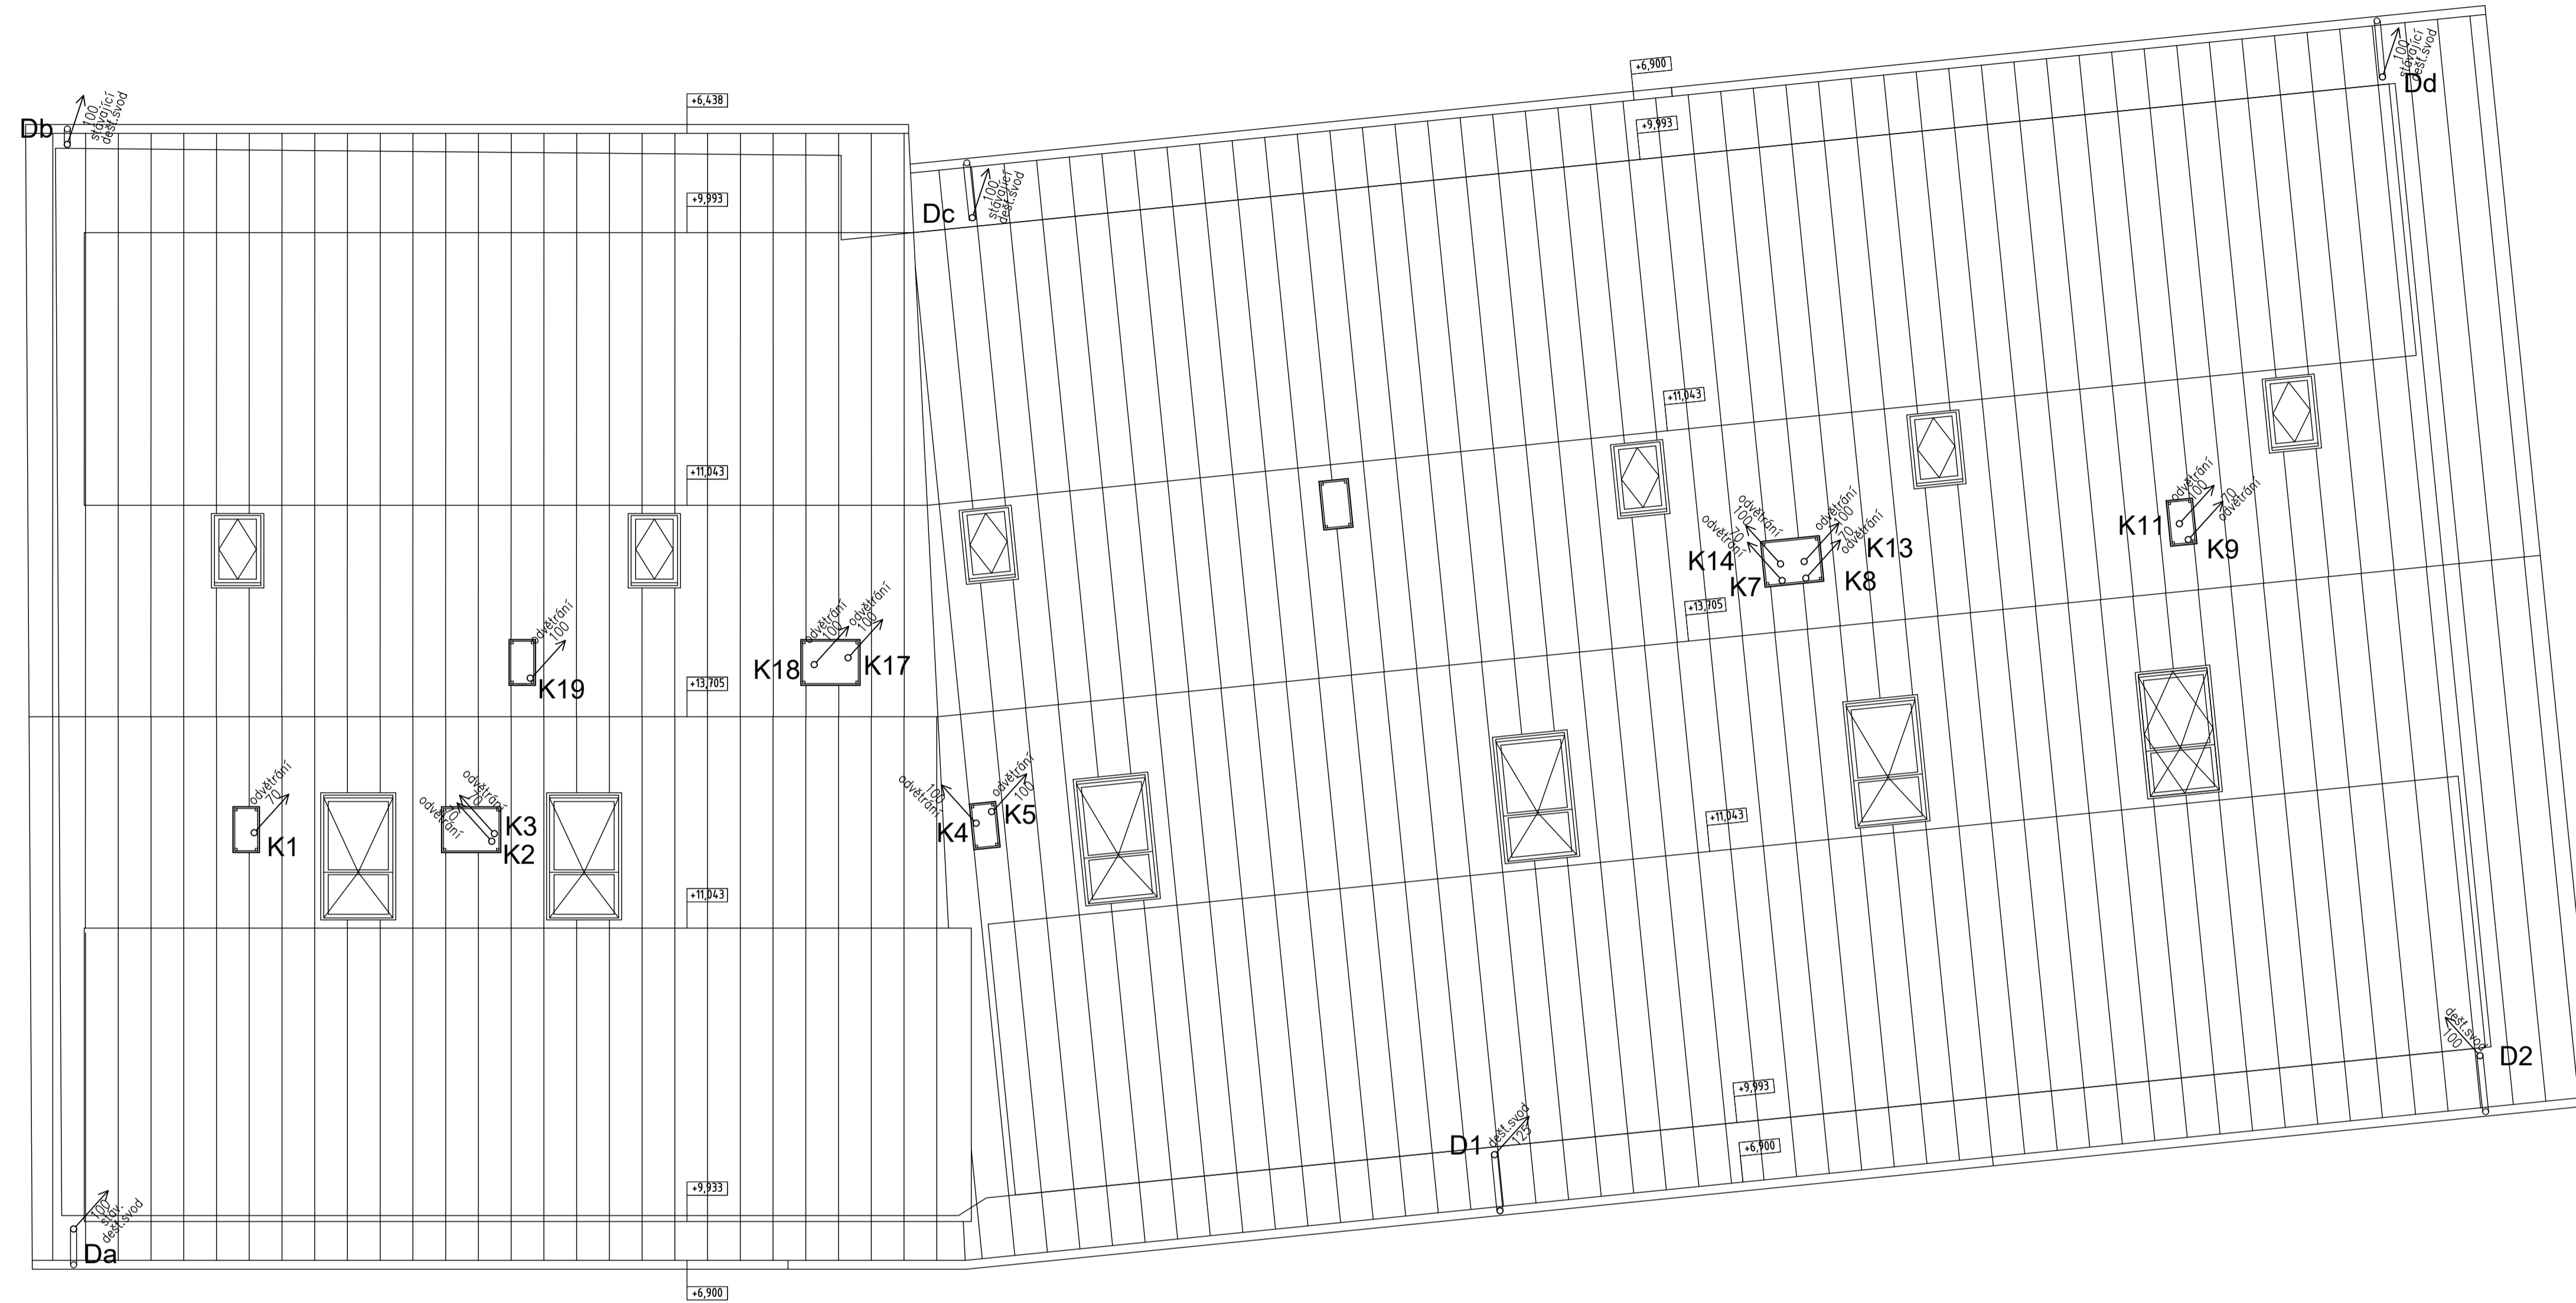 Db
100
stávající
dešť.svod
+6,438
+9,993
+6,900
+9,993
100
stávající
dešť.svod
Dd
Dc
100
stávající
dešť.svod
+11,043
+11,043
odvětrání
100
K19
odvětrání
100
odvětrání
100
K18
K17
+13,705
odvětrání
100
70
odvětrání
K14
K7
odvětrání
100
70
odvětrání
K13
K8
+13,705
odvětrání
100
70
odvětrání
K11
K9
odvětrání
70
K1
odvětrání
70
70
odvětrání
K3
K2
100
odvětrání
K4
odvětrání
100
K5
+11,043
+11,043
+9,933
100
stáv.
dešť.svod
Da
+6,900
D1
dešť.svod
125
+9,993
+6,900
dešť.svod
100
D2